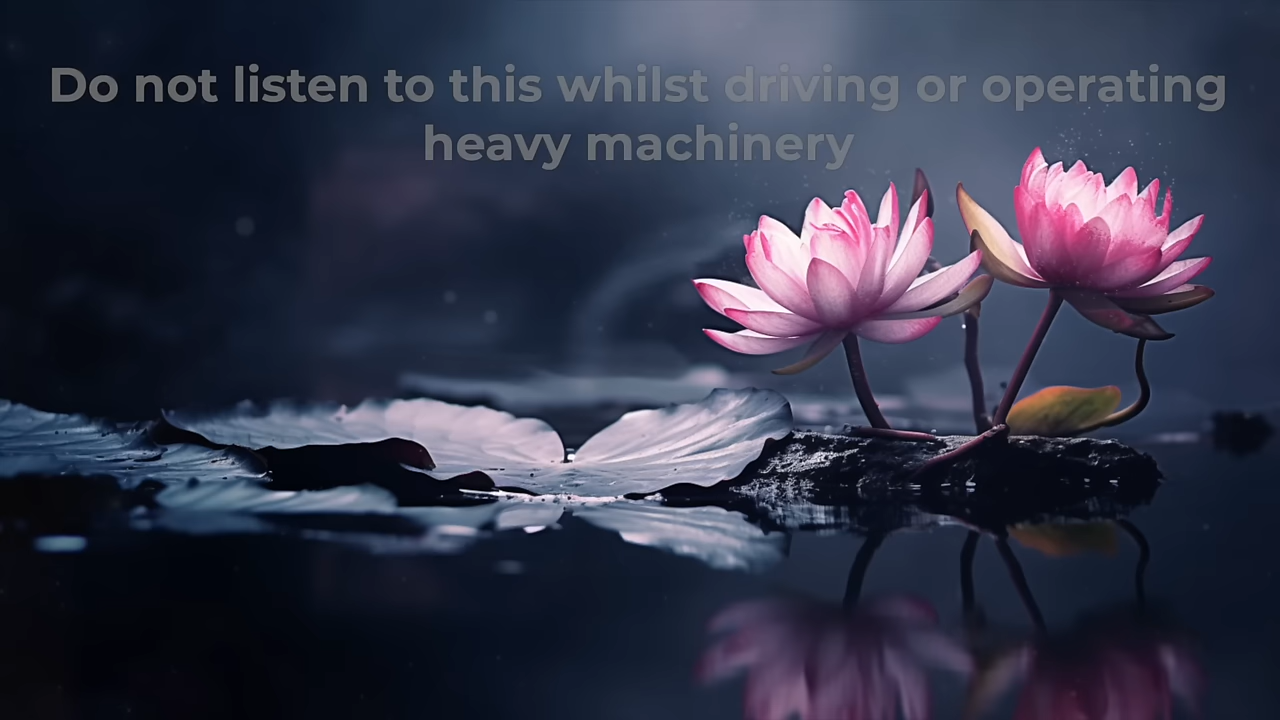 Do not listen to this whilst driving or operating
heavy machinery